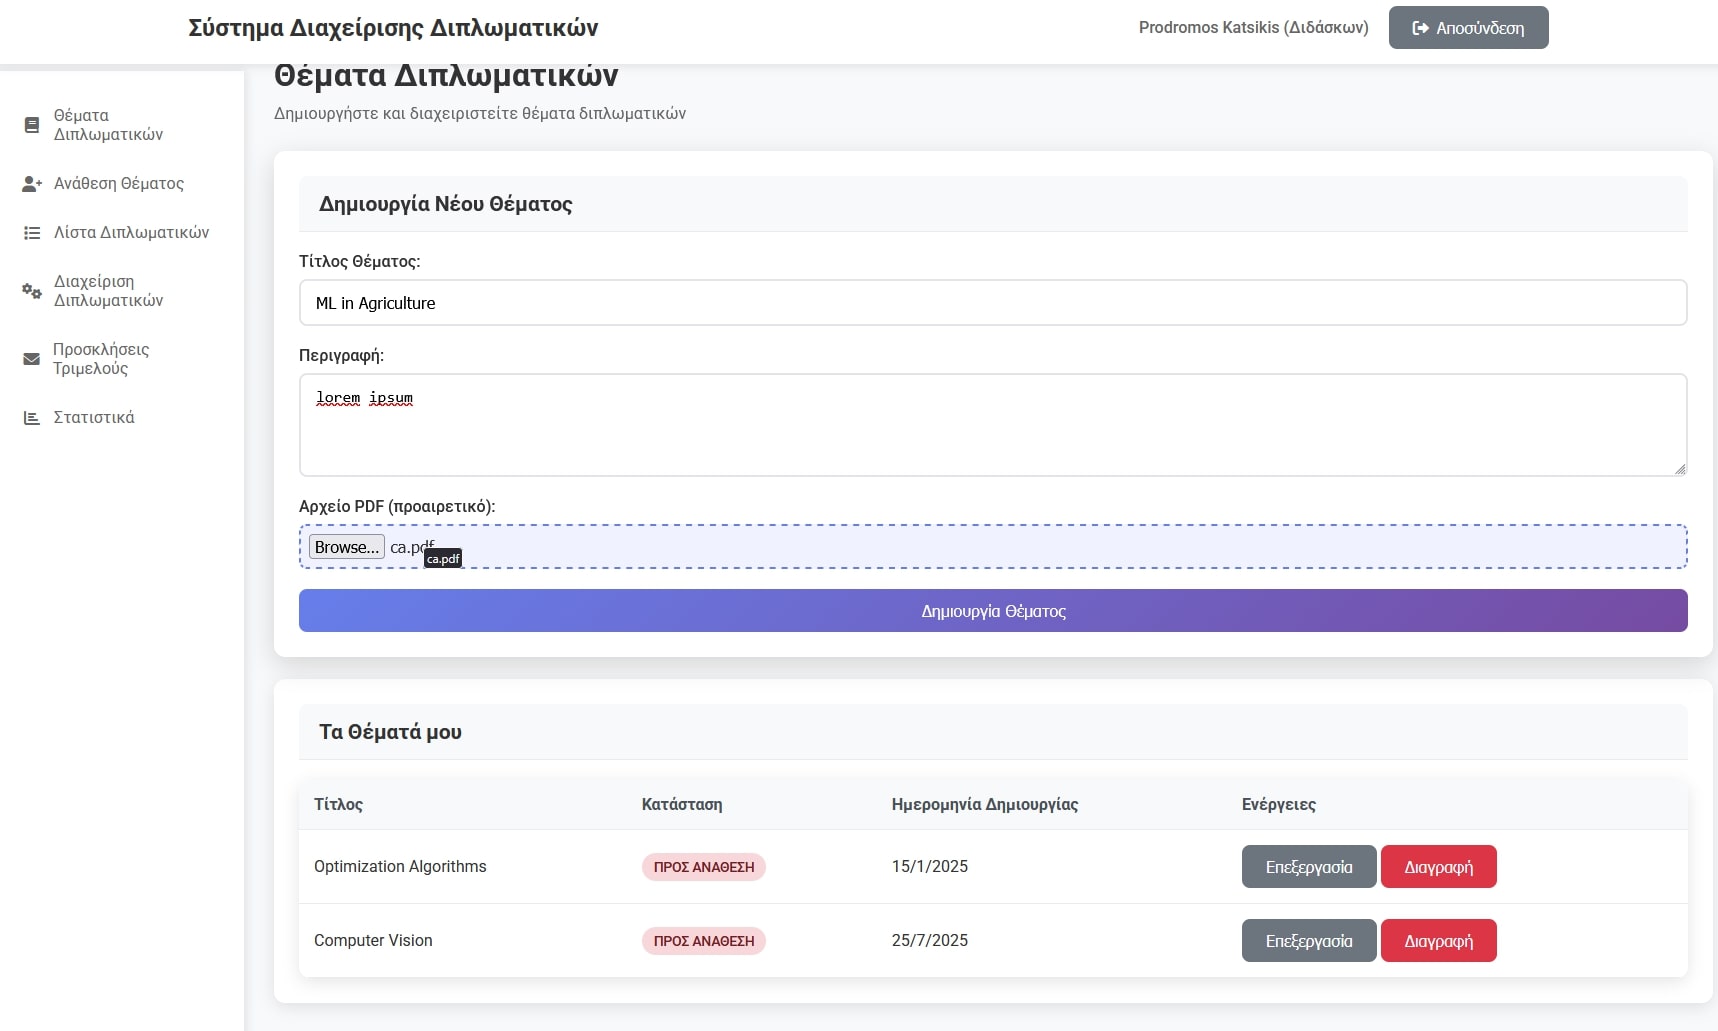 Σύστημα Διαχείρισης Διπλωματικών
Prodromos Katsikis (Διδάσκων)
Αποσύνδεση
Θέματα
Διπλωματικών
Ανάθεση Θέματος
Λίστα Διπλωματικών
Διαχείριση
Διπλωματικών
Προσκλήσεις
Τριμελούς
Στατιστικά
Θέματα Διπλωματικών
Δημιουργήστε και διαχειριστείτε θέματα διπλωματικών
Δημιουργία Νέου Θέματος
Τίτλος Θέματος:
ML in Agriculture
Περιγραφή:
lorem ipsum
Αρχείο PDF (προαιρετικό):
Browse... ca.pdf
ca.pdf
Δημιουργία Θέματος
Τα Θέματά μου
Τίτλος Κατάσταση Ημερομηνία Δημιουργίας Ενέργειες
Optimization Algorithms ΠΡΟΣ ΑΝΑΘΕΣΗ 15/1/2025 Επεξεργασία Διαγραφή
Computer Vision ΠΡΟΣ ΑΝΑΘΕΣΗ 25/7/2025 Επεξεργασία Διαγραφή